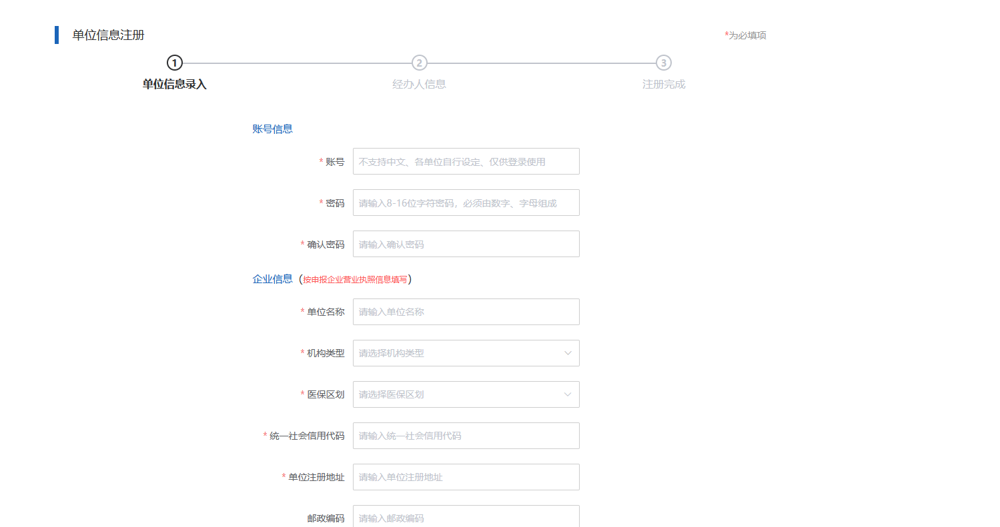 单位信息注册
*为必填项
1
2
3
单位信息录入
经办人信息
注册完成
账号信息
* 账号
不支持中文、各单位自行设定、仅供登录使用
* 密码
请输入8-16位字符密码，必须由数字、字母组成
* 确认密码
请输入确认密码
企业信息（按申报企业营业执照信息填写）
* 单位名称
请输入单位名称
* 机构类型
请选择机构类型
* 医保区划
请选择医保区划
* 统一社会信用代码
请输入统一社会信用代码
* 单位注册地址
请输入单位注册地址
邮政编码
请输入邮政编码